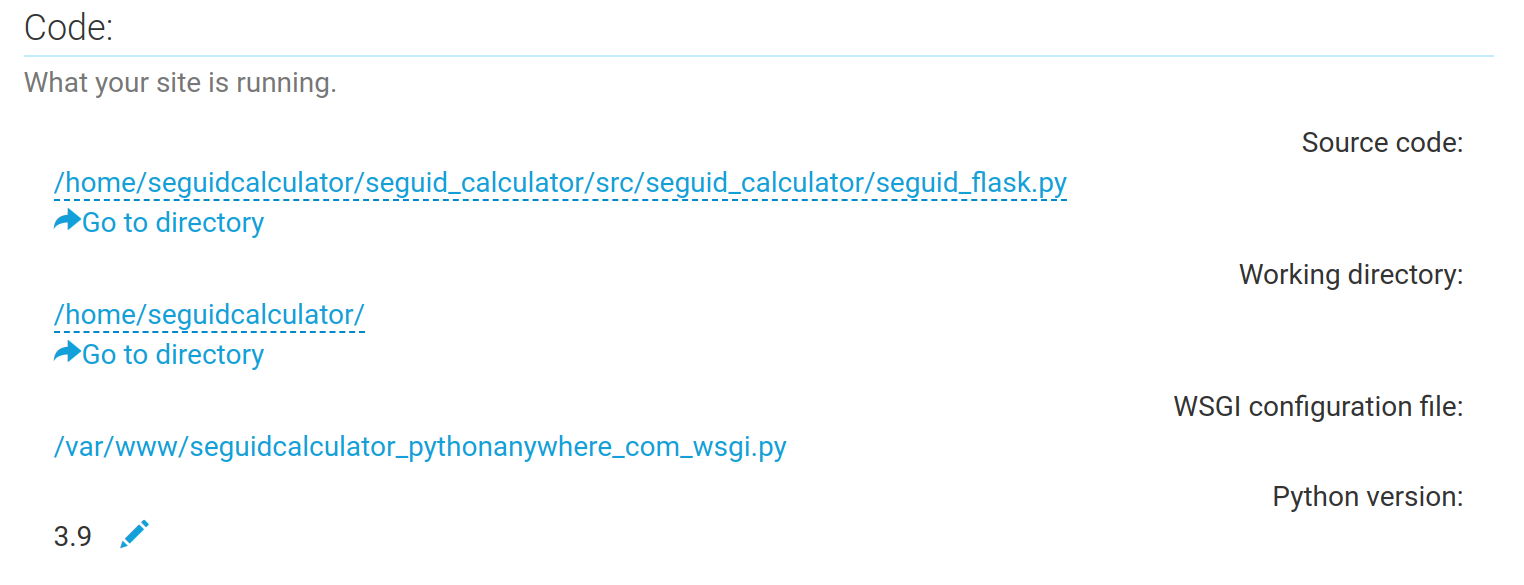 Code:
What your site is running.
Source code:
/home/seguidcalculator/seguid_calculator/src/seguid_calculator/seguid_flask.py
Go to directory
Working directory:
/home/seguidcalculator/
Go to directory
WSGI configuration file:
/var/www/seguidcalculator_pythonanywhere_com_wsgi.py
Python version:
3.9